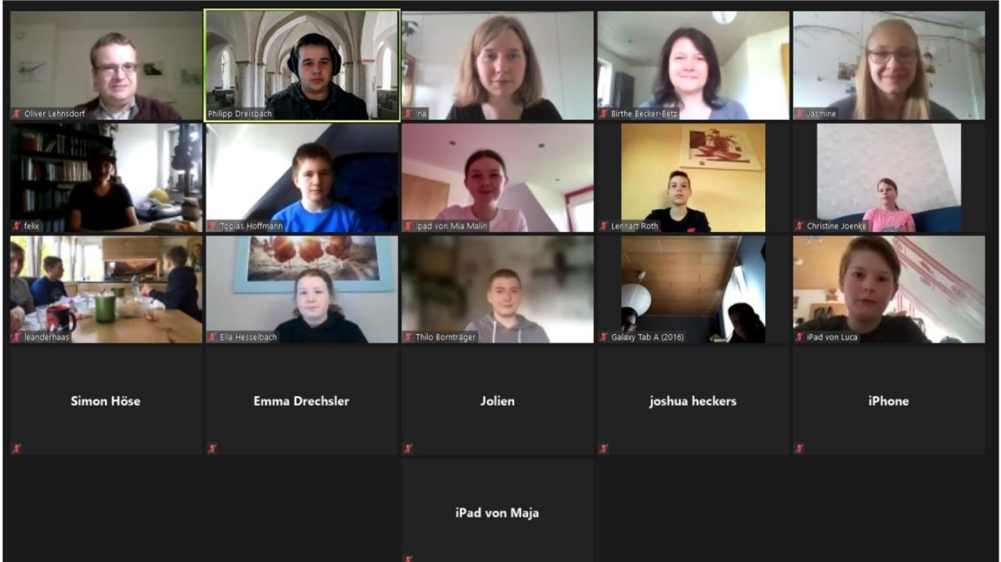 Oliver Lehnsdorf
Philipp Dreisbach
Ina
Birthe Becker-Betz
Jasmine
felix
Tobias Hoffmann
Ipad von Mia Malin
Lennart Roth
Christine Joenke
leanderhaas
Ella Hesselbach
Thilo Bornträger
Galaxy Tab A (2016)
iPad von Luca
Simon Höse
Emma Drechsler
Jolien
joshua heckers
iPhone
iPad von Maja